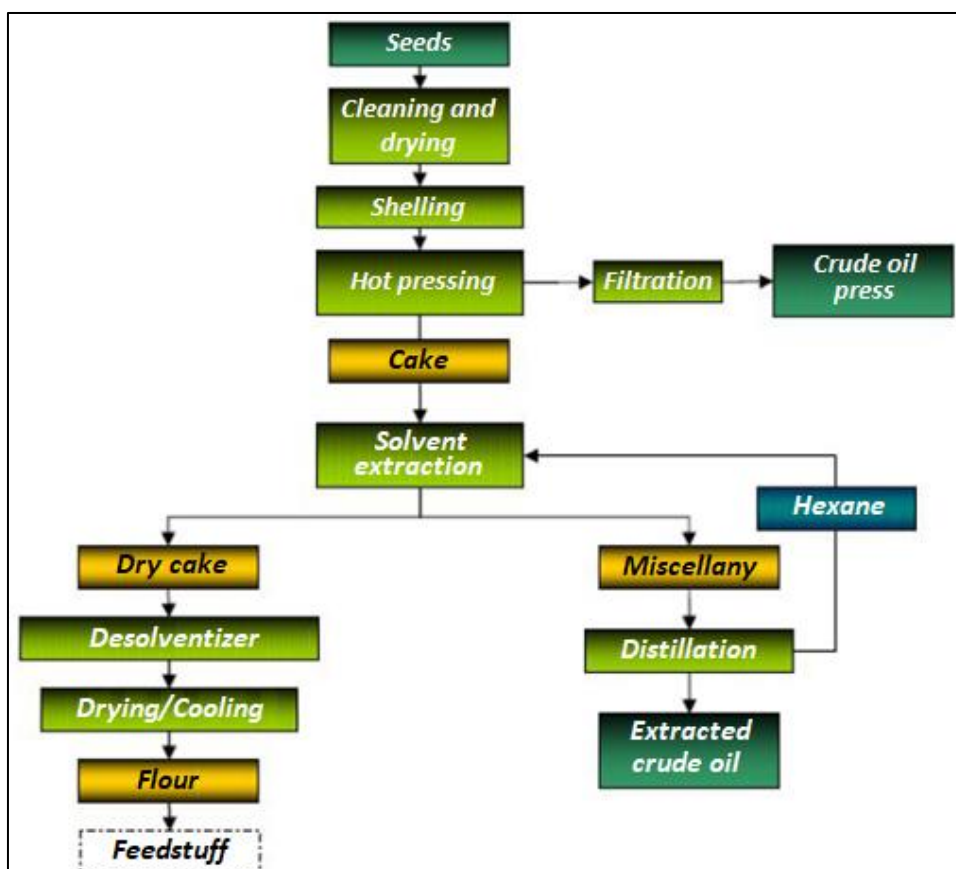 Seeds
Cleaning and
drying
Shelling
Hot pressing
Filtration
Crude oil
press
Cake
Solvent
extraction
Hexane
Dry cake
Miscellany
Desolventizer
Distillation
Drying/Cooling
Extracted
crude oil
Flour
Feedstuff